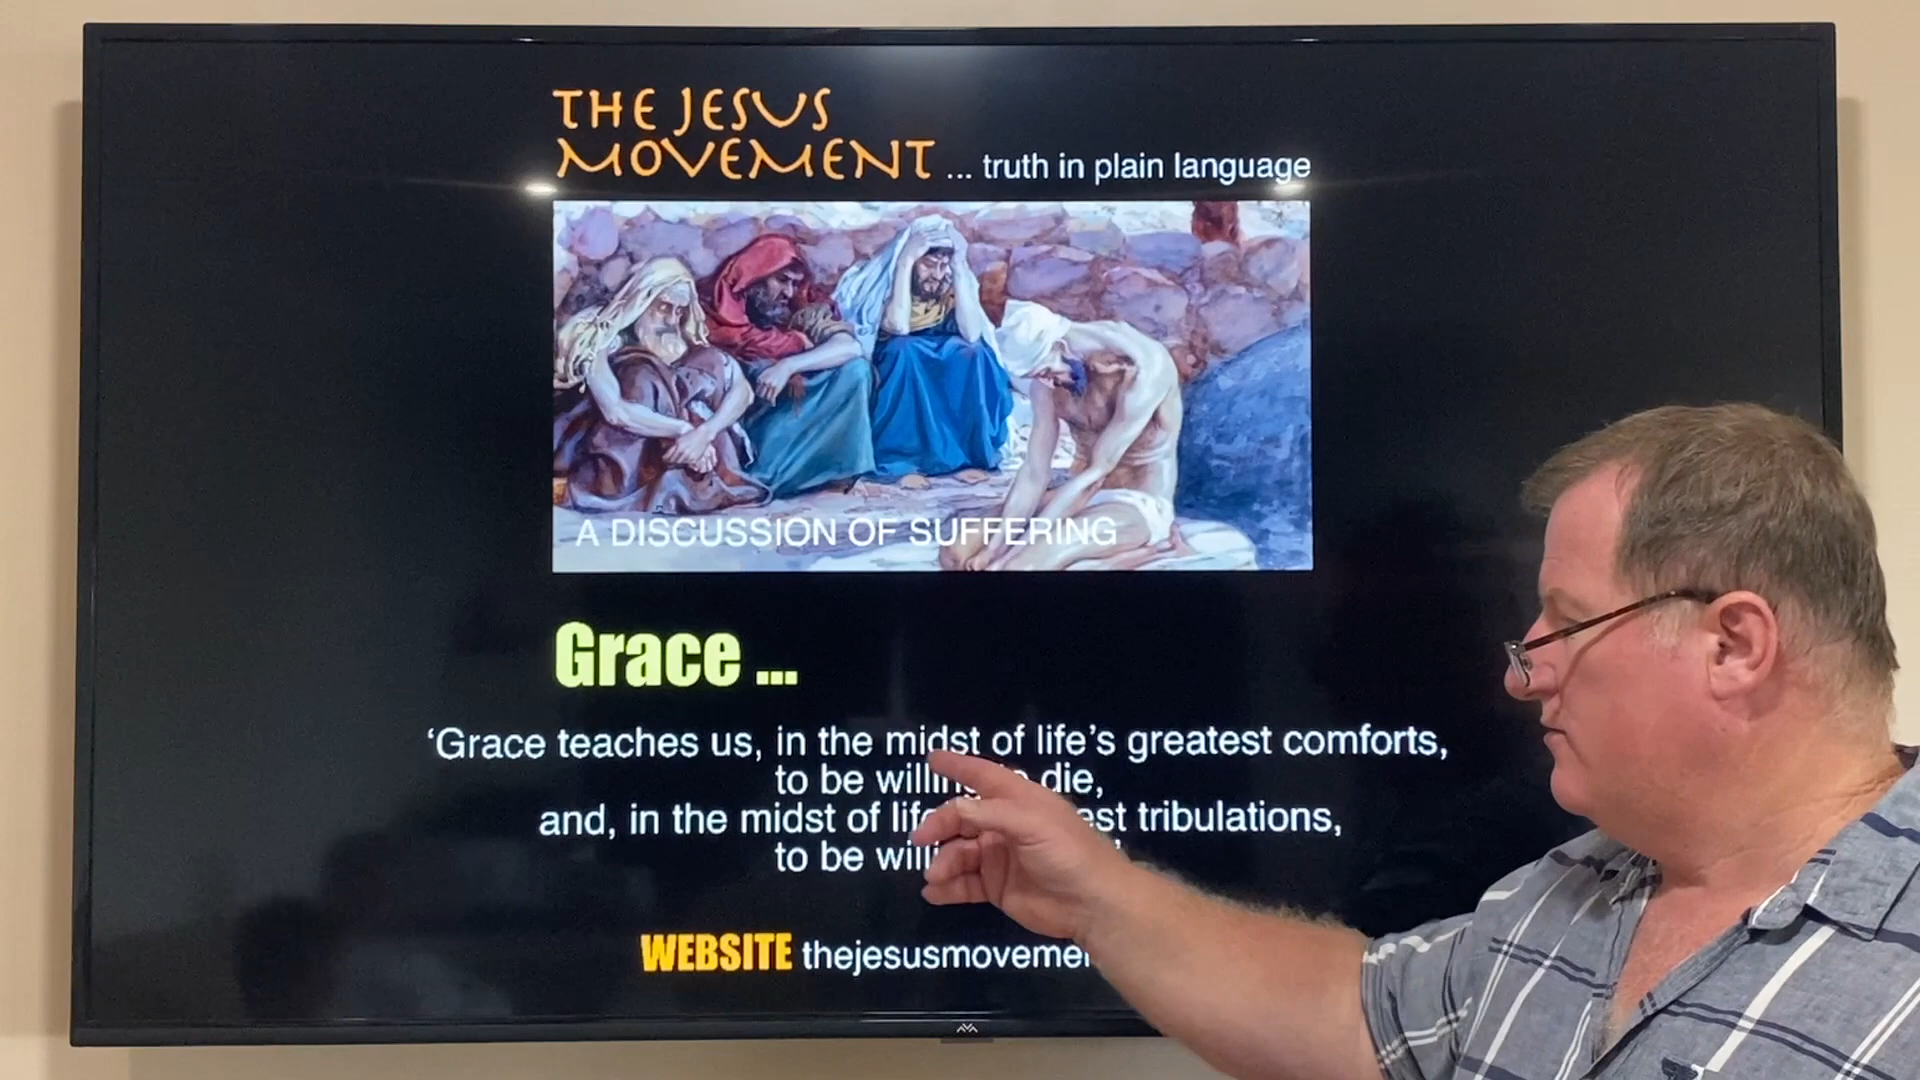 THE JESUS
MOVEMENT ... truth in plain language
A DISCUSSION OF SUFFERING
Grace ...
‘Grace teaches us, in the midst of life’s greatest comforts,
to be willing die,
and, in the midst of tribulations,
to be
WEBSITE